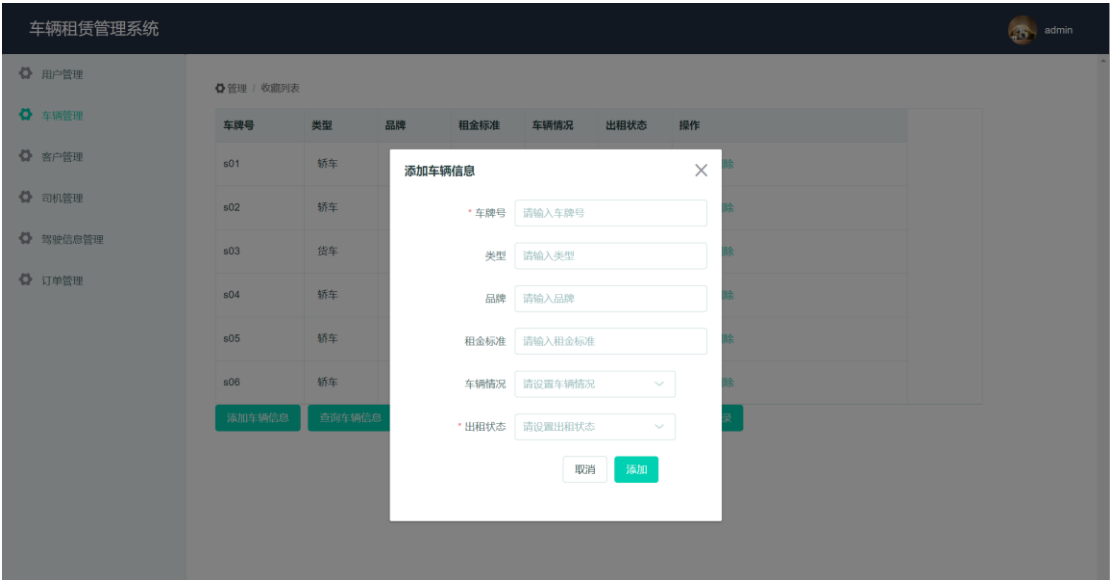 车辆租赁管理系统
admin
用户管理
车辆管理
客户管理
司机管理
驾驶信息管理
订单管理
管理 / 收藏列表
车牌号 类型 品牌 租金标准 车辆情况 出租状态 操作
s01 轿车 除
s02 轿车 除
s03 货车 除
s04 轿车 除
s05 轿车 除
s06 轿车 除
添加车辆信息 查询车辆信息 录
添加车辆信息
* 车牌号 请输入车牌号
类型 请输入类型
品牌 请输入品牌
租金标准 请输入租金标准
车辆情况 请设置车辆情况
* 出租状态 请设置出租状态
取消 添加